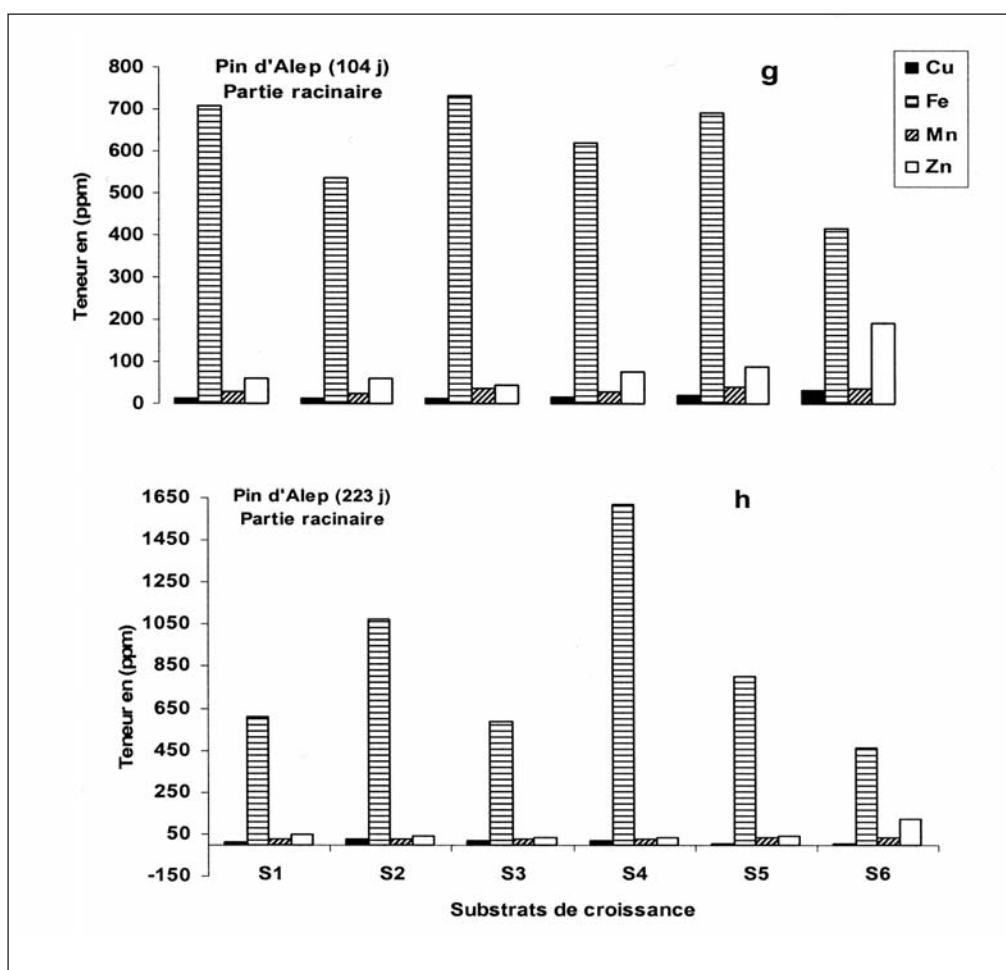 Pin d'Alep (104 j)
Partie racinaire
g
Cu
Fe
Mn
Zn
Teneur en (ppm)
800
700
600
500
400
300
200
100
0
Pin d'Alep (223 j)
Partie racinaire
h
Teneur en (ppm)
1650
1450
1250
1050
850
650
450
250
50
-150
S1 S2 S3 S4 S5 S6
Substrats de croissance